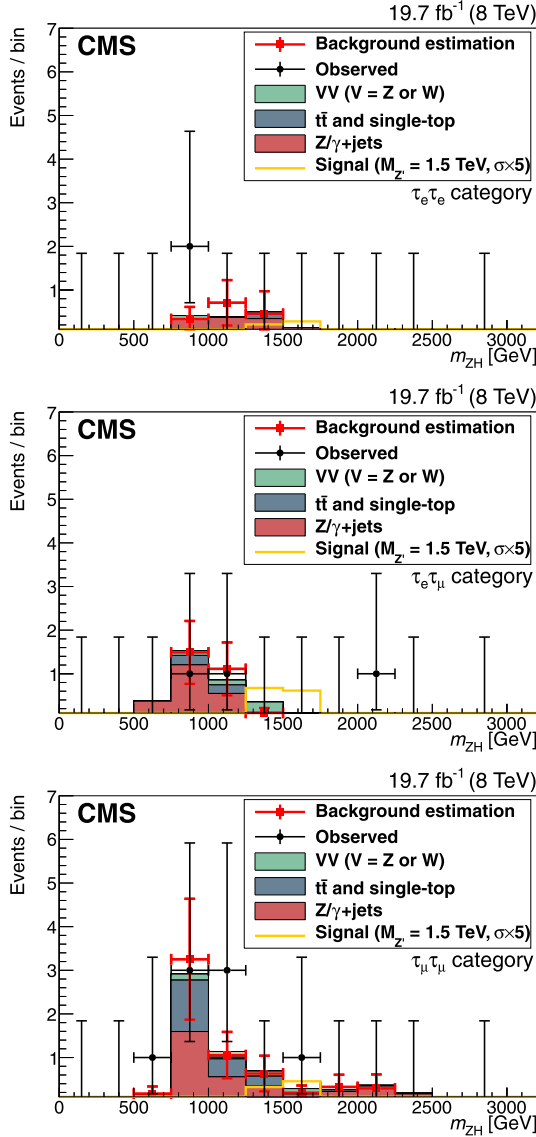 19.7 fb⁻¹ (8 TeV)
Events / bin
CMS
Background estimation
Observed
VV (V = Z or W)
tt̄ and single-top
Z/γ+jets
Signal (M_Z' = 1.5 TeV, σ×5)
τₑτₑ category
7
6
5
4
3
2
1
0 500 1000 1500 2000 2500 3000
m_ZH [GeV]
19.7 fb⁻¹ (8 TeV)
Events / bin
CMS
Background estimation
Observed
VV (V = Z or W)
tt̄ and single-top
Z/γ+jets
Signal (M_Z' = 1.5 TeV, σ×5)
τₑτ_μ category
7
6
5
4
3
2
1
0 500 1000 1500 2000 2500 3000
m_ZH [GeV]
19.7 fb⁻¹ (8 TeV)
Events / bin
CMS
Background estimation
Observed
VV (V = Z or W)
tt̄ and single-top
Z/γ+jets
Signal (M_Z' = 1.5 TeV, σ×5)
τ_μτ_μ category
7
6
5
4
3
2
1
0 500 1000 1500 2000 2500 3000
m_ZH [GeV]